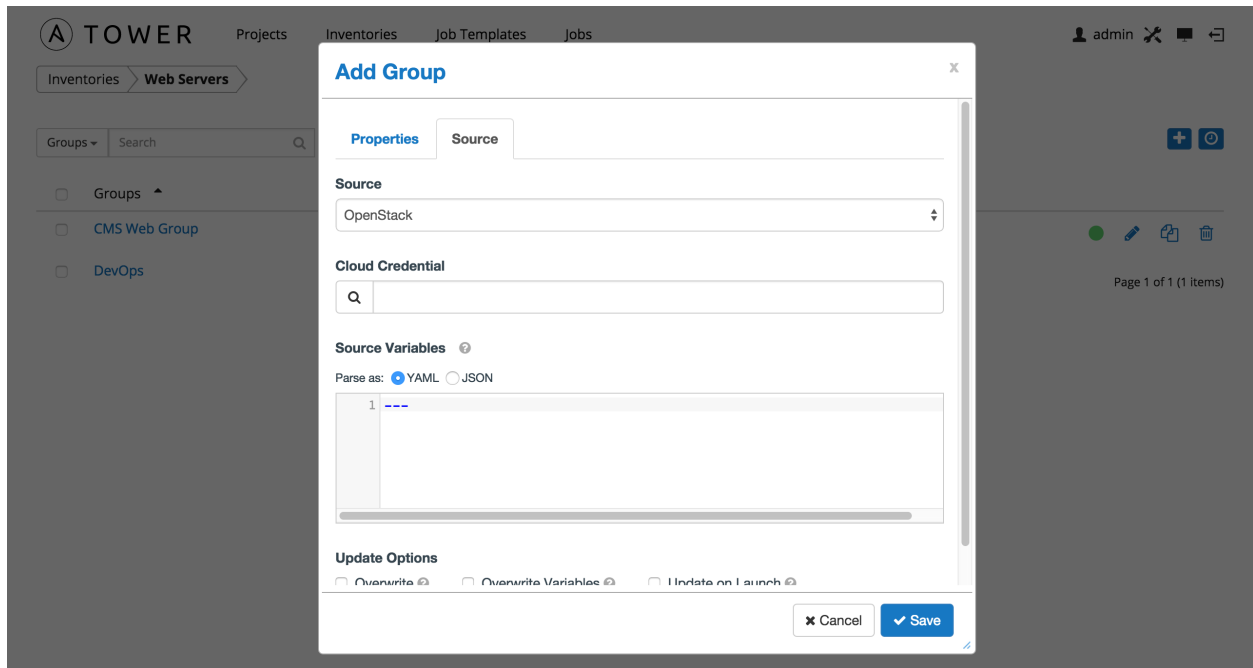 TOWER Projects Inventories Job Templates Jobs admin
Inventories Web Servers
Groups Search
Groups
CMS Web Group
DevOps
Page 1 of 1 (1 items)
Add Group x
Properties Source
Source
OpenStack
Cloud Credential
Source Variables ?
Parse as: YAML JSON
1 ---
Update Options
Overwrite ? Overwrite Variables ? Update on Launch ?
Cancel Save